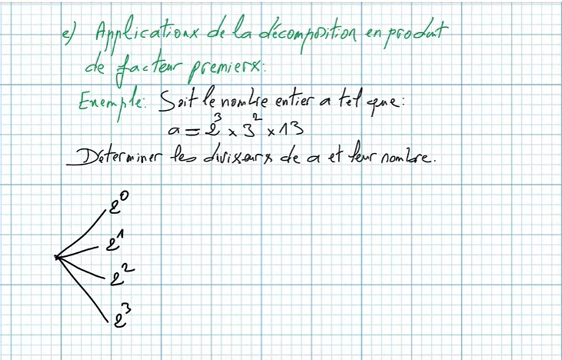 e) Applications de la décomposition en produit
de facteur premiers.
Exemple: Soit le nombre entier a tel que:
a = 2³ × 3² × 13
Déterminer les diviseurs de a et leur nombre.
2⁰
2¹
2²
2³